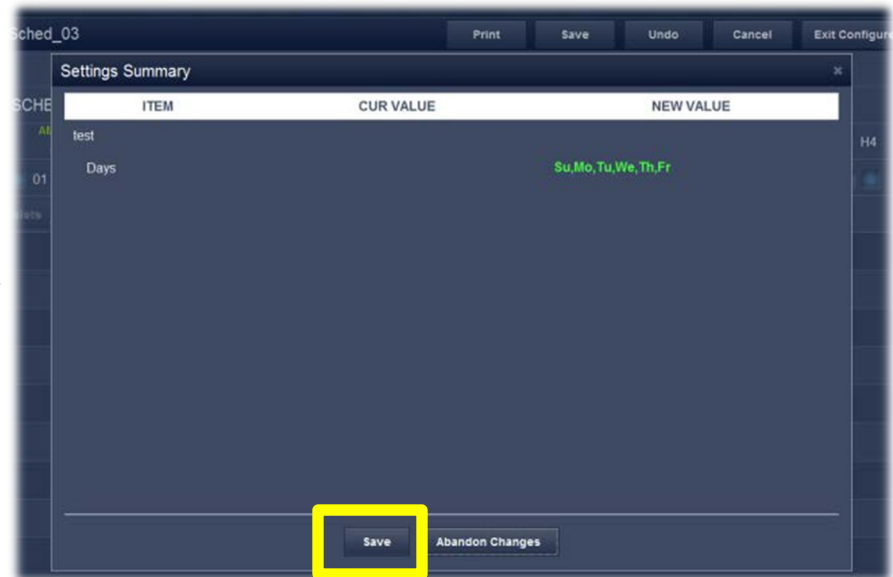 Sched_03 Print Save Undo Cancel Exit Configure
Settings Summary ×
SCHE
ITEM CUR VALUE NEW VALUE
test
H4
Days Su,Mo,Tu,We,Th,Fr
01
Save Abandon Changes